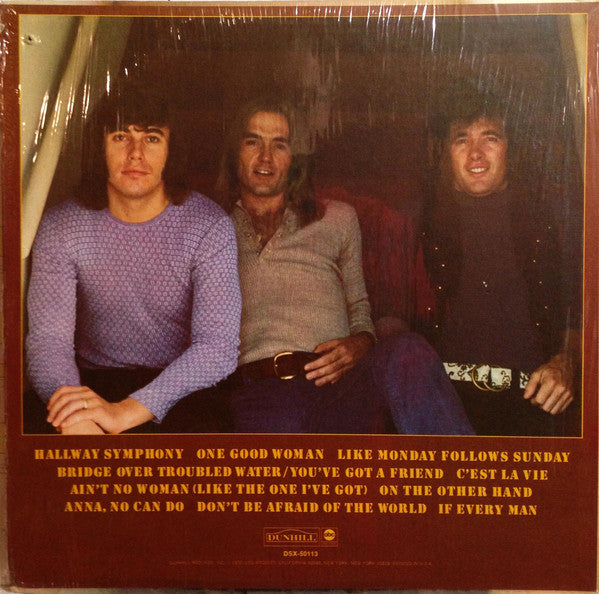 HALLWAY SYMPHONY ONE GOOD WOMAN LIKE MONDAY FOLLOWS SUNDAY
BRIDGE OVER TROUBLED WATER/YOU'VE GOT A FRIEND C'EST LA VIE
AIN'T NO WOMAN (LIKE THE ONE I'VE GOT) ON THE OTHER HAND
ANNA, NO CAN DO DON'T BE AFRAID OF THE WORLD IF EVERY MAN
DUNHILL abc
DSX-50113